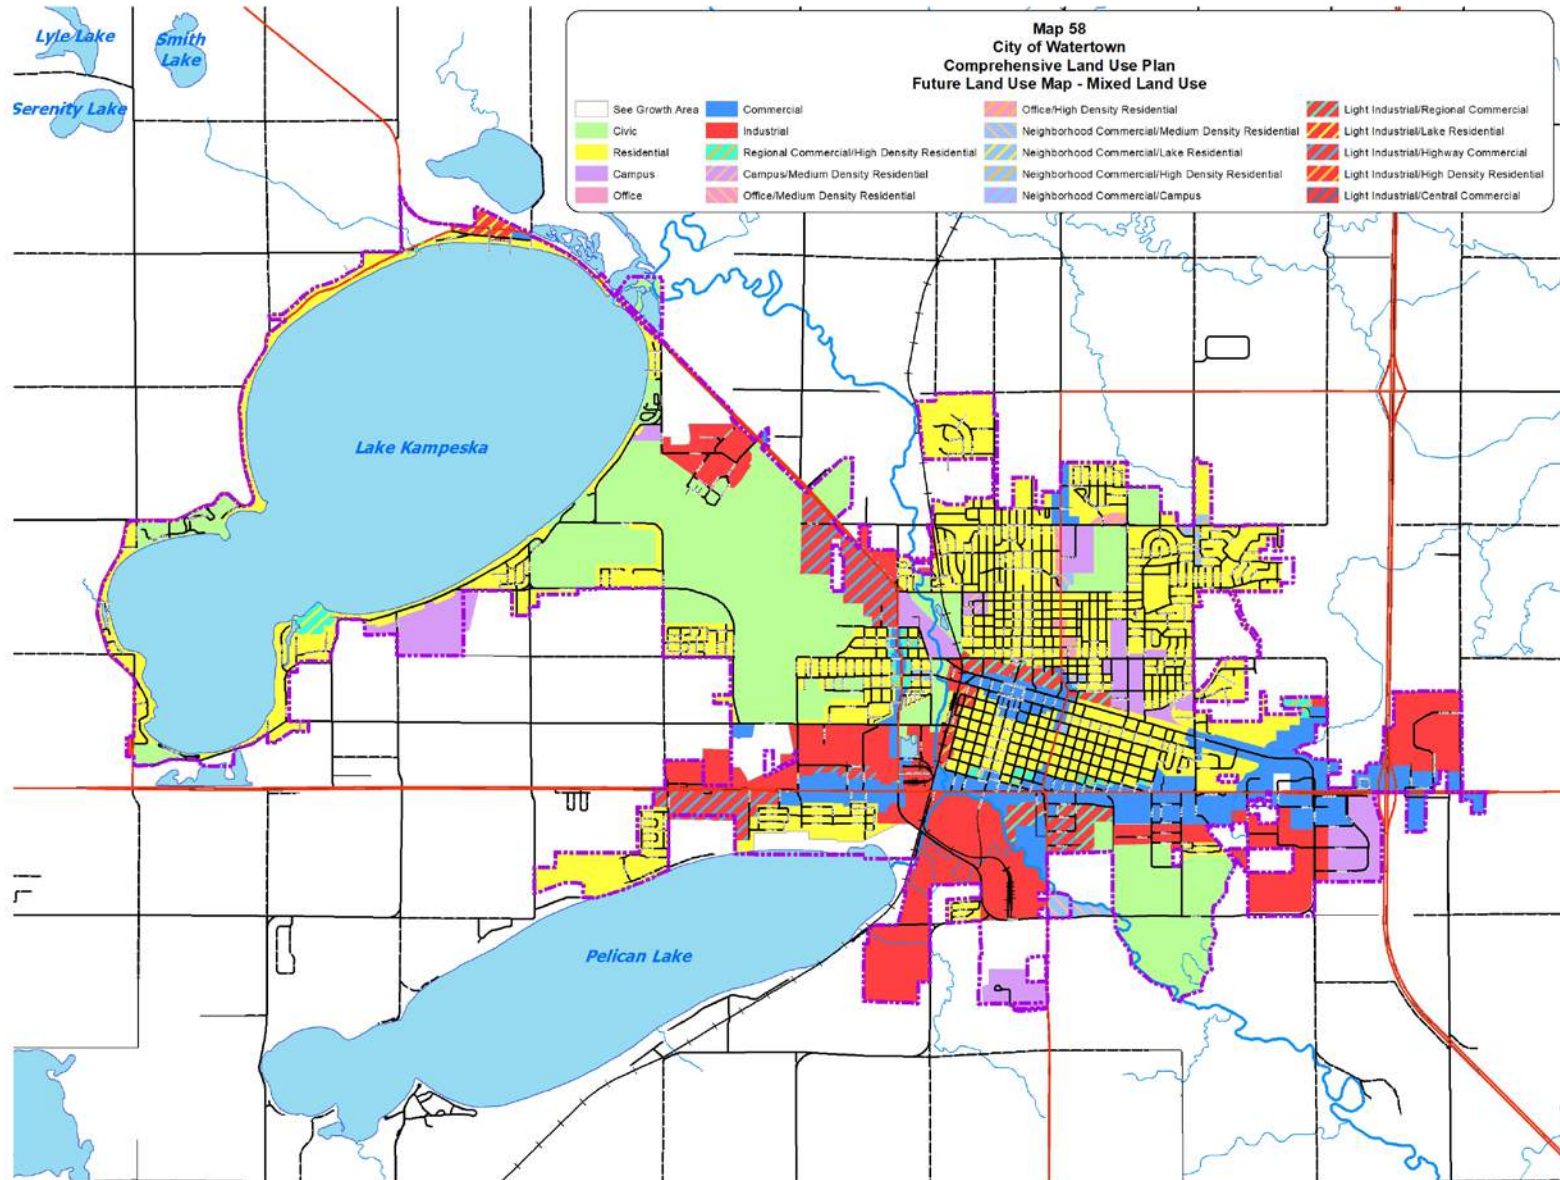 Map 58
City of Watertown
Comprehensive Land Use Plan
Future Land Use Map - Mixed Land Use
See Growth Area
Civic
Residential
Campus
Office
Commercial
Industrial
Regional Commercial/High Density Residential
Campus/Medium Density Residential
Office/Medium Density Residential
Office/High Density Residential
Neighborhood Commercial/Medium Density Residential
Neighborhood Commercial/Lake Residential
Neighborhood Commercial/High Density Residential
Neighborhood Commercial/Campus
Light Industrial/Regional Commercial
Light Industrial/Lake Residential
Light Industrial/Highway Commercial
Light Industrial/High Density Residential
Light Industrial/Central Commercial
Lyle Lake
Smith
Lake
Serenity Lake
Lake Kampeska
Pelican Lake